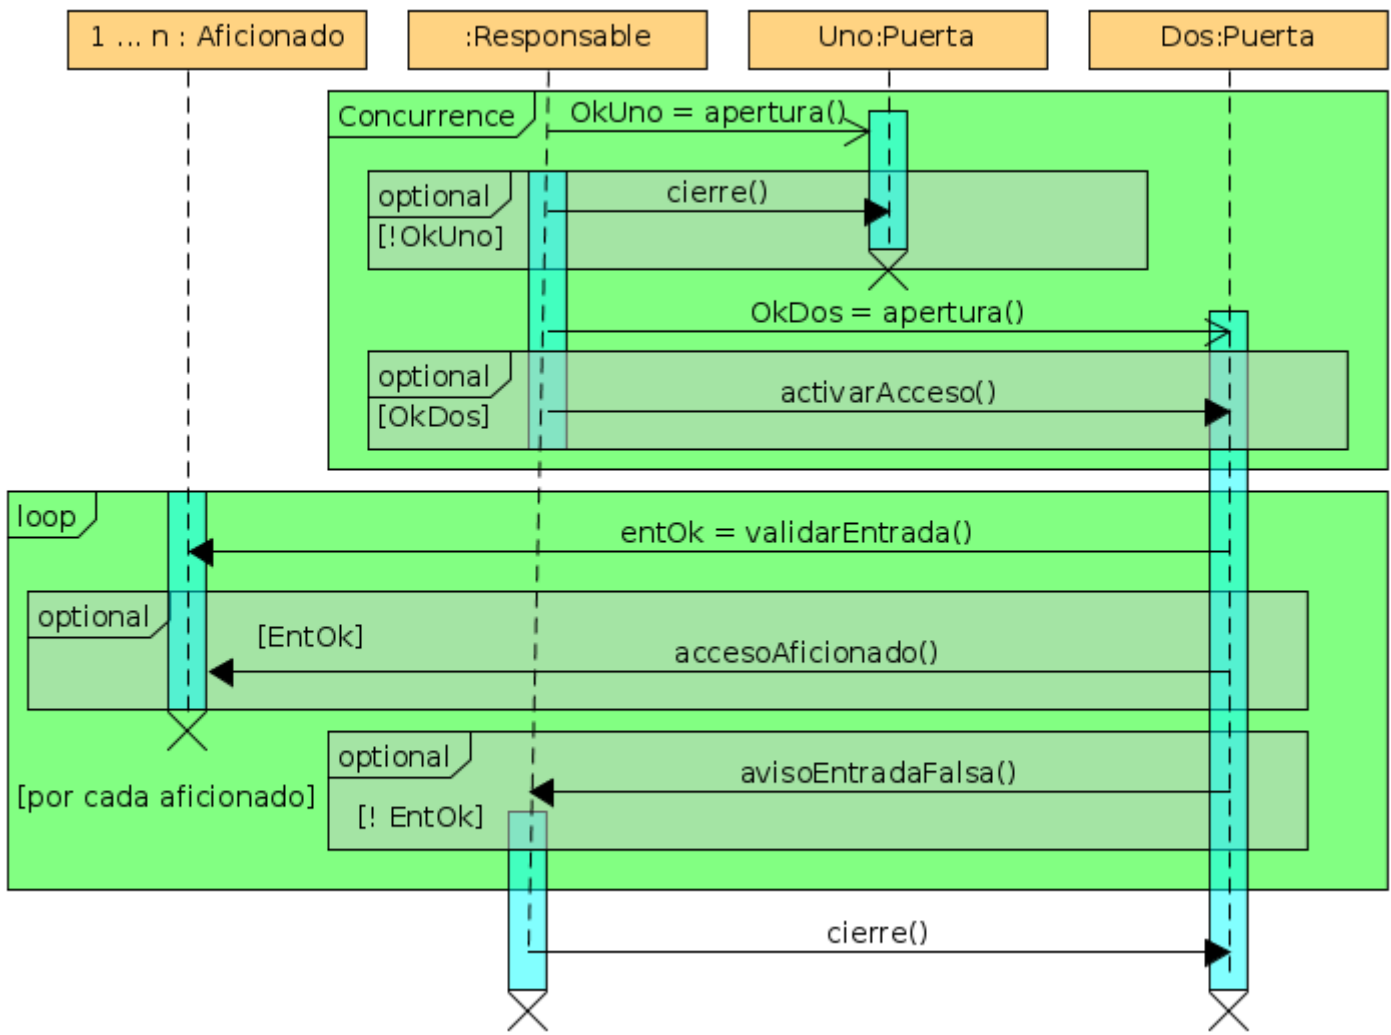 1 ... n : Aficionado
:Responsable
Uno:Puerta
Dos:Puerta
Concurrence
OkUno = apertura()
optional
cierre()
[!OkUno]
OkDos = apertura()
optional
activarAcceso()
[OkDos]
loop
entOk = validarEntrada()
optional
[EntOk]
accesoAficionado()
optional
avisoEntradaFalsa()
[por cada aficionado]
[! EntOk]
cierre()